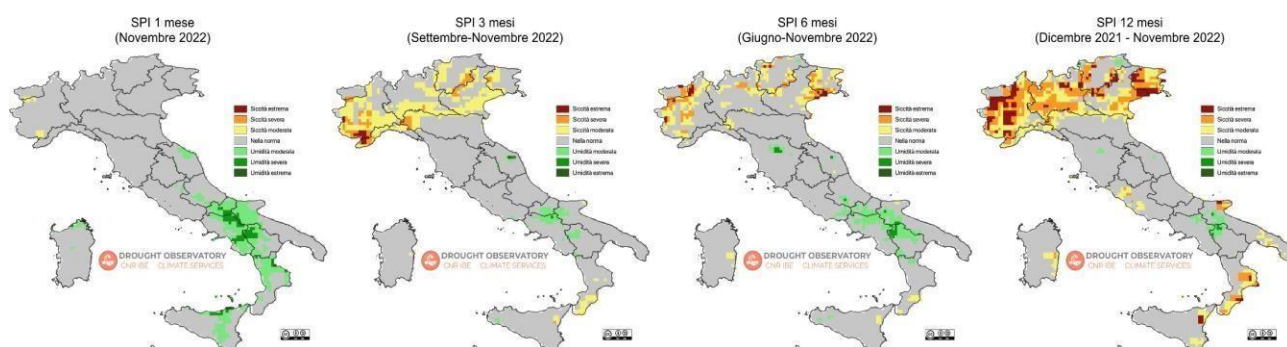 SPI 1 mese
(Novembre 2022)
Siccità estrema
Siccità severa
Siccità moderata
Nella norma
Umidità moderata
Umidità severa
Umidità estrema
DROUGHT OBSERVATORY
CNR IBE CLIMATE SERVICES
SPI 3 mesi
(Settembre-Novembre 2022)
Siccità estrema
Siccità severa
Siccità moderata
Nella norma
Umidità moderata
Umidità severa
Umidità estrema
DROUGHT OBSERVATORY
CNR IBE CLIMATE SERVICES
SPI 6 mesi
(Giugno-Novembre 2022)
Siccità estrema
Siccità severa
Siccità moderata
Nella norma
Umidità moderata
Umidità severa
Umidità estrema
DROUGHT OBSERVATORY
CNR IBE CLIMATE SERVICES
SPI 12 mesi
(Dicembre 2021 - Novembre 2022)
Siccità estrema
Siccità severa
Siccità moderata
Nella norma
Umidità moderata
Umidità severa
Umidità estrema
DROUGHT OBSERVATORY
CNR IBE CLIMATE SERVICES